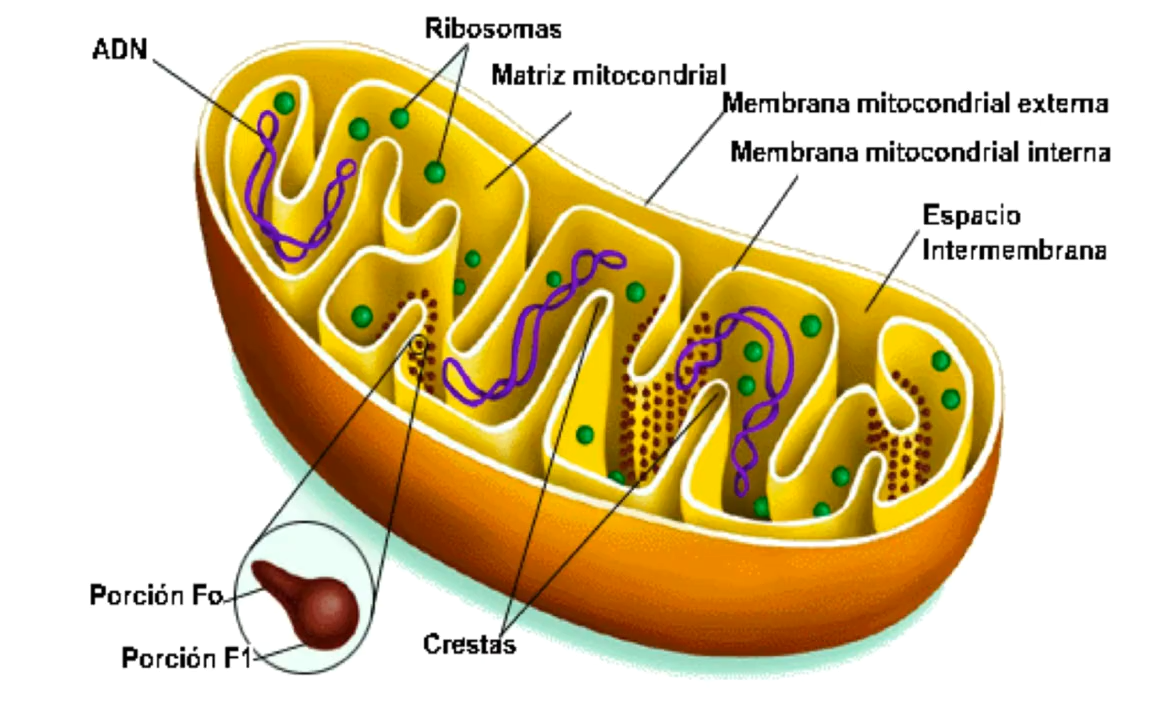 Ribosomas
ADN
Matriz mitocondrial
Membrana mitocondrial externa
Membrana mitocondrial interna
Espacio
Intermembrana
Porción Fo
Crestas
Porción F1